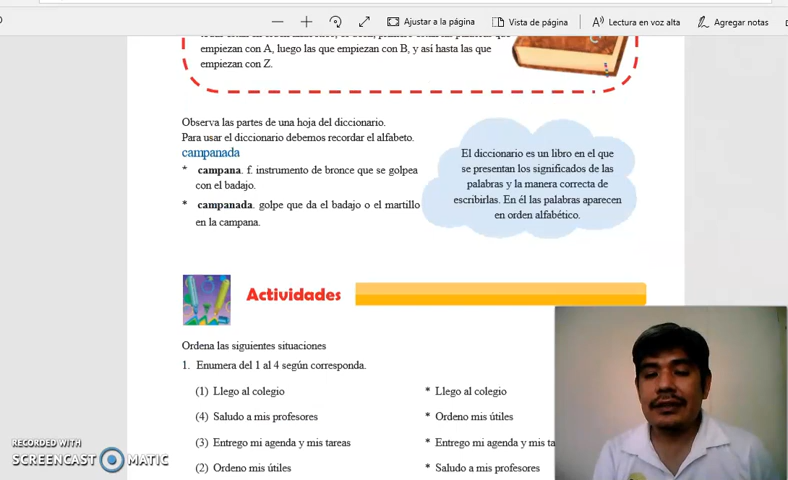 Ajustar a la página
Vista de página
Lectura en voz alta
Agregar notas
empiezan con A, luego las que empiezan con B, y así hasta las que
empiezan con Z.
Observa las partes de una hoja del diccionario.
Para usar el diccionario debemos recordar el alfabeto.
campanada
* campana. f. instrumento de bronce que se golpea
con el badajo.
* campanada. golpe que da el badajo o el martillo
en la campana.
El diccionario es un libro en el que
se presentan los significados de las
palabras y la manera correcta de
escribirlas. En él las palabras aparecen
en orden alfabético.
Actividades
Ordena las siguientes situaciones
1. Enumera del 1 al 4 según corresponda.
(1) Llego al colegio
(4) Saludo a mis profesores
(3) Entrego mi agenda y mis tareas
(2) Ordeno mis útiles
* Llego al colegio
* Ordeno mis útiles
* Entrego mi agenda y mis ta
* Saludo a mis profesores
RECORDED WITH
SCREENCAST MATIC